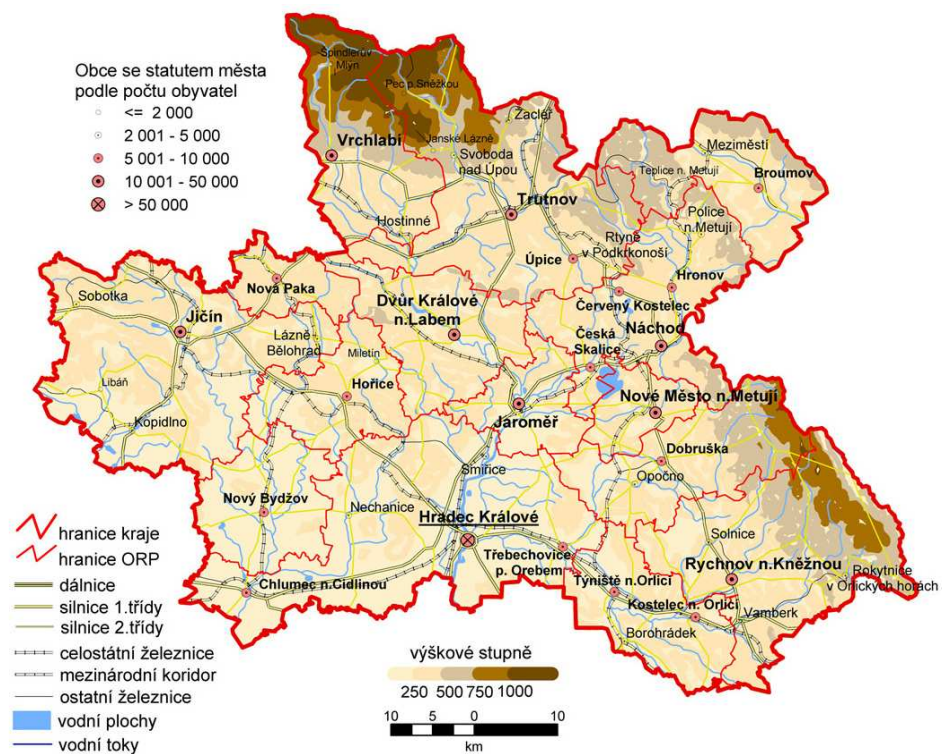 Obce se statutem města
podle počtu obyvatel
<= 2 000
2 001 - 5 000
5 001 - 10 000
10 001 - 50 000
> 50 000
Špindlerův
Mlýn
Pec p.Sněžkou
Žacléř
Janské Lázně
Vrchlabí
Svoboda
nad Úpou
Meziměstí
Teplice n. Metují
Broumov
Trutnov
Hostinné
Police
n.Metují
Rtyně
v Podkrkonoší
Úpice
Hronov
Sobotka
Nová Paka
Dvůr Králové
n.Labem
Červený Kostelec
Jičín
Lázně
Bělohrad
Česká
Skalice
Náchod
Miletín
Libáň
Hořice
Nové Město n.Metují
Kopidlno
Jaroměř
Dobruška
Smiřice
Opočno
Nový Bydžov
Nechanice
Hradec Králové
Solnice
Třebechovice
p. Orebem
Rychnov n.Kněžnou
Rokytnice
v Orlických horách
Chlumec n.Cidlinou
Týniště n.Orlicí
Kostelec n. Orlicí
Vamberk
Borohrádek
hranice kraje
hranice ORP
dálnice
silnice 1.třídy
silnice 2.třídy
celostátní železnice
mezinárodní koridor
ostatní železnice
vodní plochy
vodní toky
výškové stupně
250 500 750 1000
10 5 0 10
km